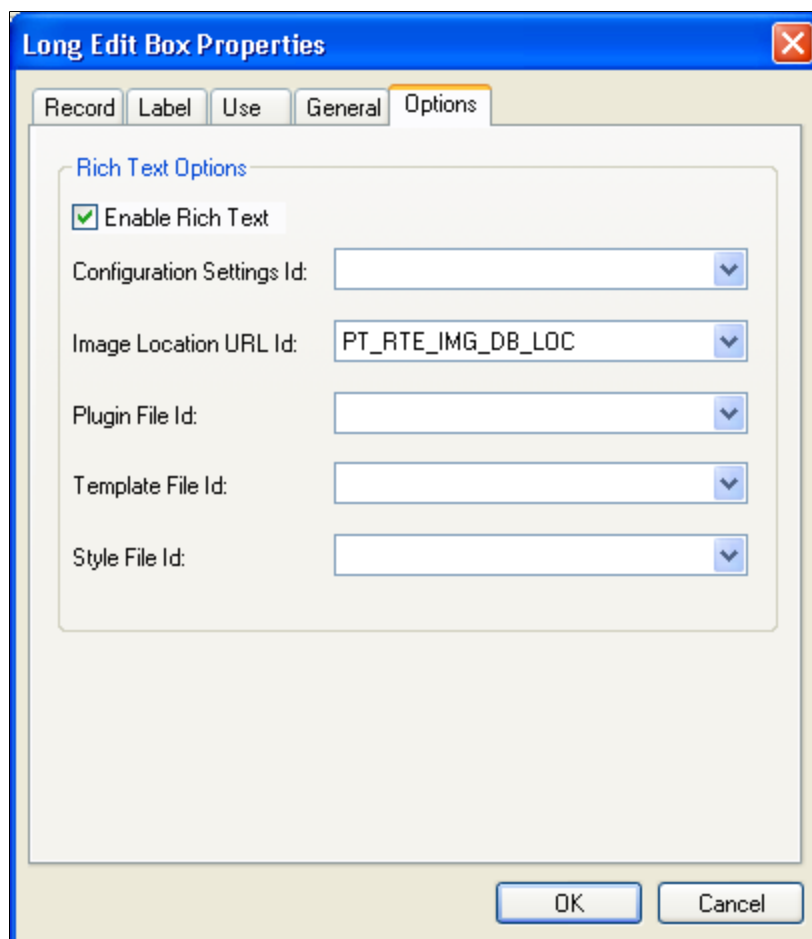 Long Edit Box Properties
Record Label Use General Options
Rich Text Options
Enable Rich Text
Configuration Settings Id:
Image Location URL Id: PT_RTE_IMG_DB_LOC
Plugin File Id:
Template File Id:
Style File Id:
OK Cancel